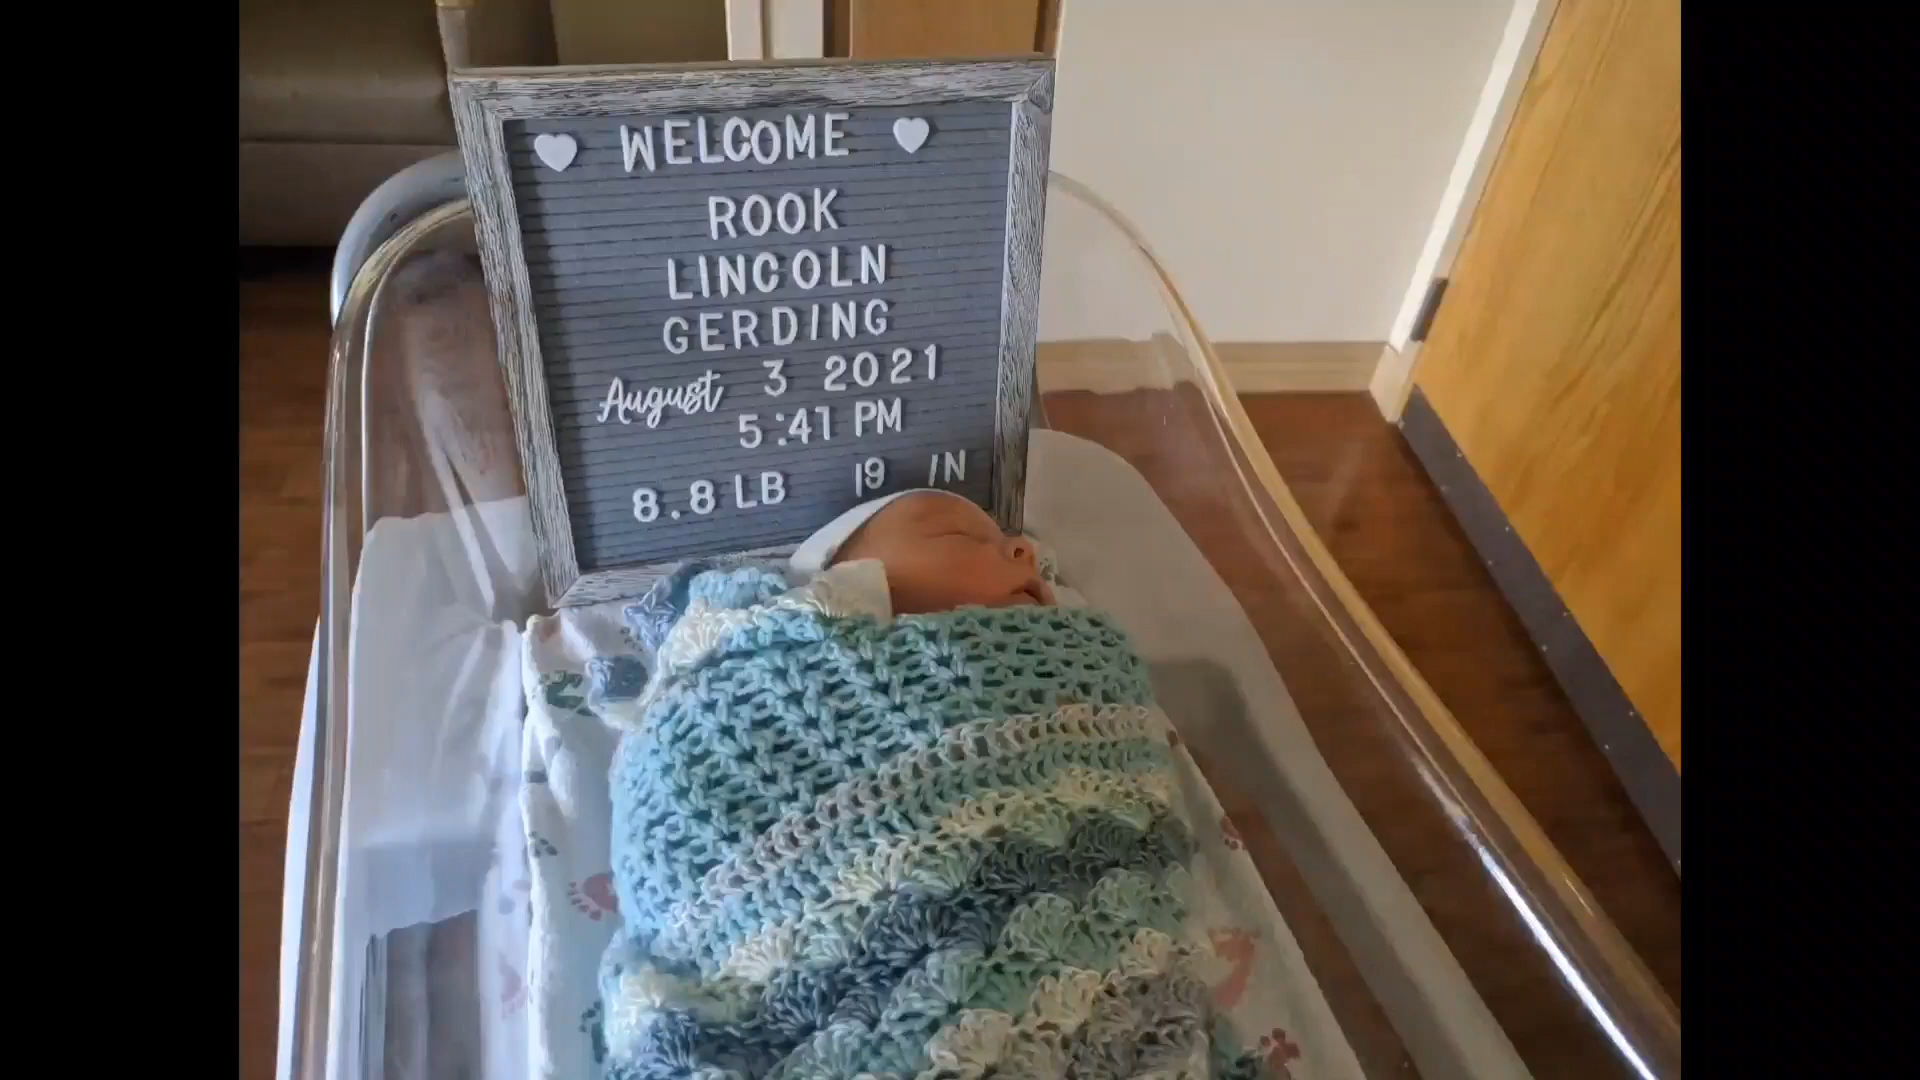 WELCOME
ROOK
LINCOLN
GERDING
August 3 2021
5:41 PM
8.8 LB 19 IN